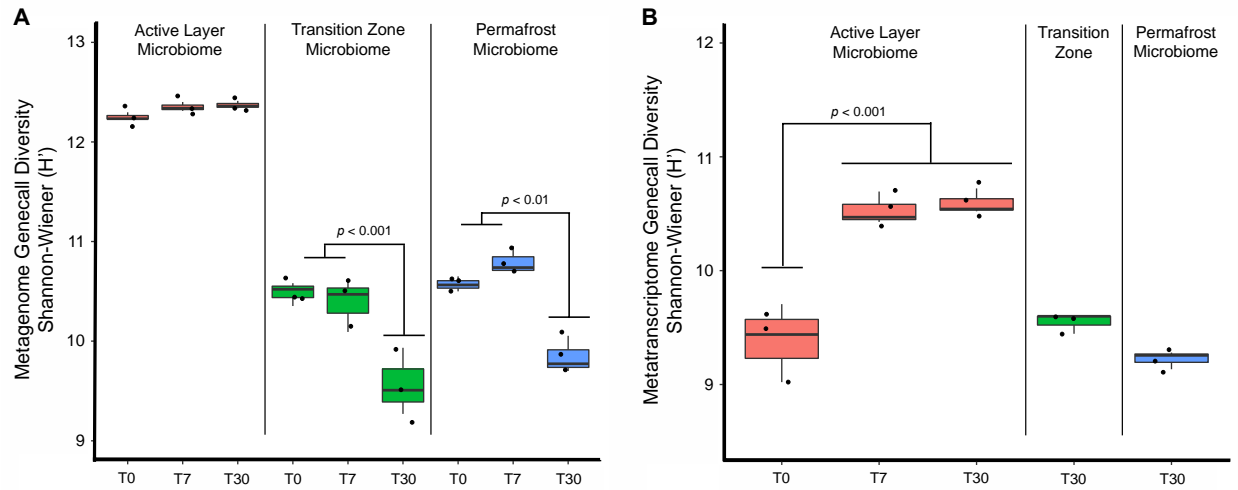 A
Metagenome Genecall Diversity
Shannon-Wiener (H')
13
12
11
10
9
Active Layer
Microbiome
Transition Zone
Microbiome
Permafrost
Microbiome
p < 0.001
p < 0.01
T0 T7 T30 T0 T7 T30 T0 T7 T30
B
Metatranscriptome Genecall Diversity
Shannon-Wiener (H')
12
11
10
9
Active Layer
Microbiome
Transition
Zone
Permafrost
Microbiome
p < 0.001
T0 T7 T30 T30 T30